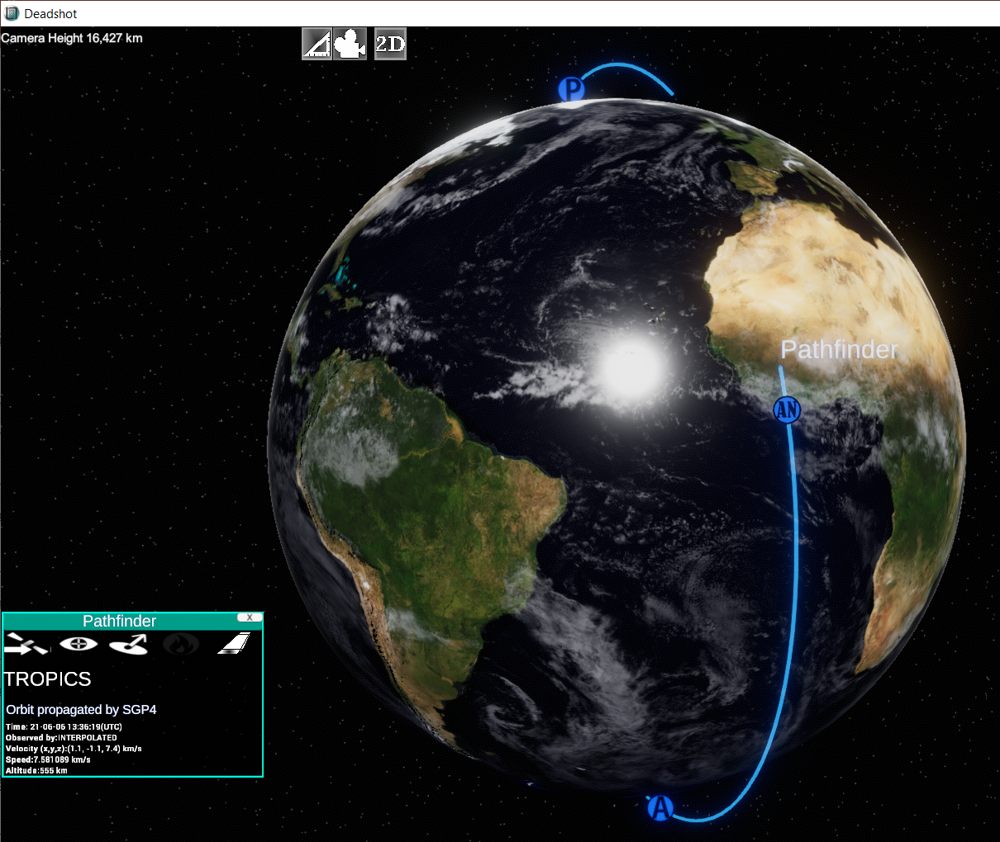 Deadshot
Camera Height 16,427 km
2D
P
Pathfinder
AN
Pathfinder
X
TROPICS
Orbit propagated by SGP4
Time: 21-06-06 13:36:19(UTC)
Observed by:INTERPOLATED
Velocity (x,y,z):(1.1, -1.1, 7.4) km/s
Speed:7.581089 km/s
Altitude:555 km
A